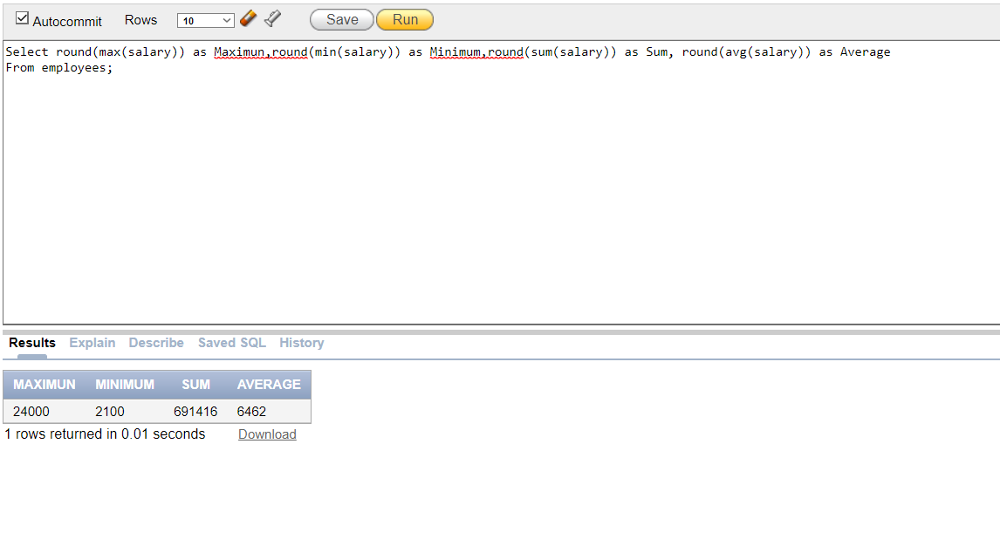 Autocommit Rows 10 Save Run
Select round(max(salary)) as Maximun,round(min(salary)) as Minimum,round(sum(salary)) as Sum, round(avg(salary)) as Average
From employees;
Results Explain Describe Saved SQL History
MAXIMUN MINIMUM SUM AVERAGE
24000 2100 691416 6462
1 rows returned in 0.01 seconds Download